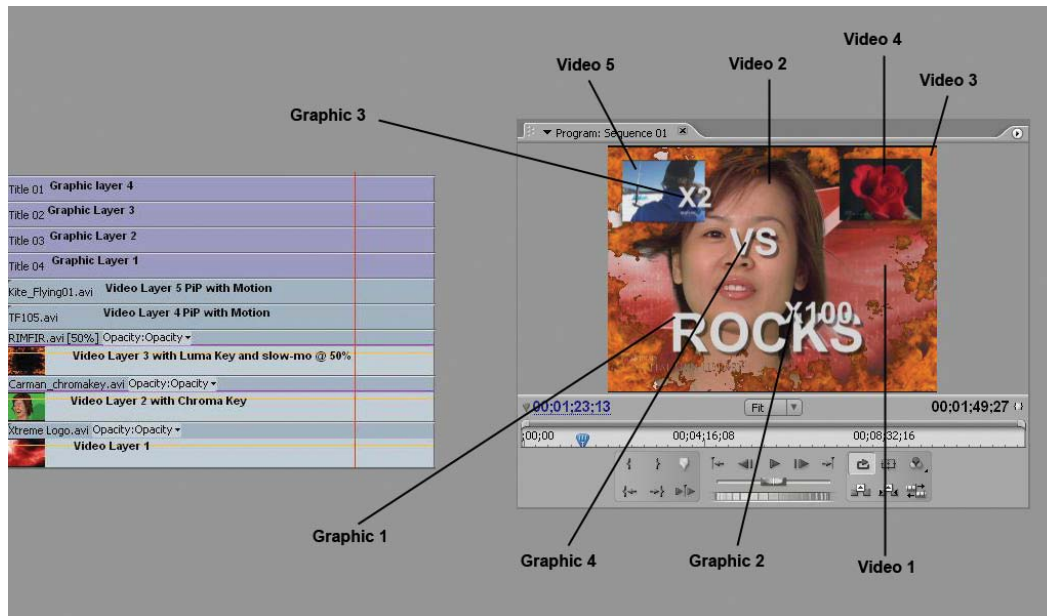 Video 4
Video 5
Video 2
Video 3
Graphic 3
Program: Sequence 01
Title 01 Graphic layer 4
Title 02 Graphic Layer 3
Title 03 Graphic Layer 2
Title 04 Graphic Layer 1
Kite_Flying01.avi Video Layer 5 PiP with Motion
TF105.avi Video Layer 4 PiP with Motion
RIMFIR.avi [50%] Opacity:Opacity
Video Layer 3 with Luma Key and slow-mo @ 50%
Carman_chromakey.avi Opacity:Opacity
Video Layer 2 with Chroma Key
Xtreme Logo.avi Opacity:Opacity
Video Layer 1
X2
VS
X100
ROCKS
00;01;23;13
Fit
00;01;49;27
;00;00
00;04;16;08
00;08;32;16
Graphic 1
Graphic 4
Graphic 2
Video 1